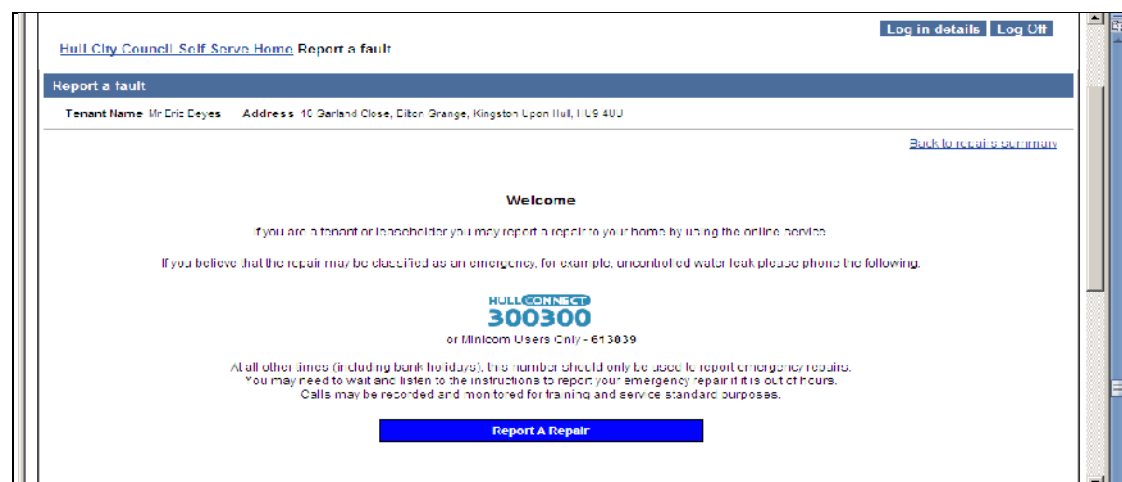 Log in details Log Off
Hull City Council Self Serve Home Report a fault
Report a fault
Tenant Name Mr Eric Deyes Address 10 Garland Close, Bilton Grange, Kingston Upon Hull, HU9 4UU
Back to repairs summary
Welcome
If you are a tenant or leaseholder you may report a repair to your home by using the online service
If you believe that the repair may be classified as an emergency, for example, uncontrolled water leak please phone the following.
HULL CONNECT
300300
or Minicom Users Only - 613839
At all other times (including bank holidays), this number should only be used to report emergency repairs.
You may need to wait and listen to the instructions to report your emergency repair if it is out of hours.
Calls may be recorded and monitored for training and service standard purposes.
Report A Repair